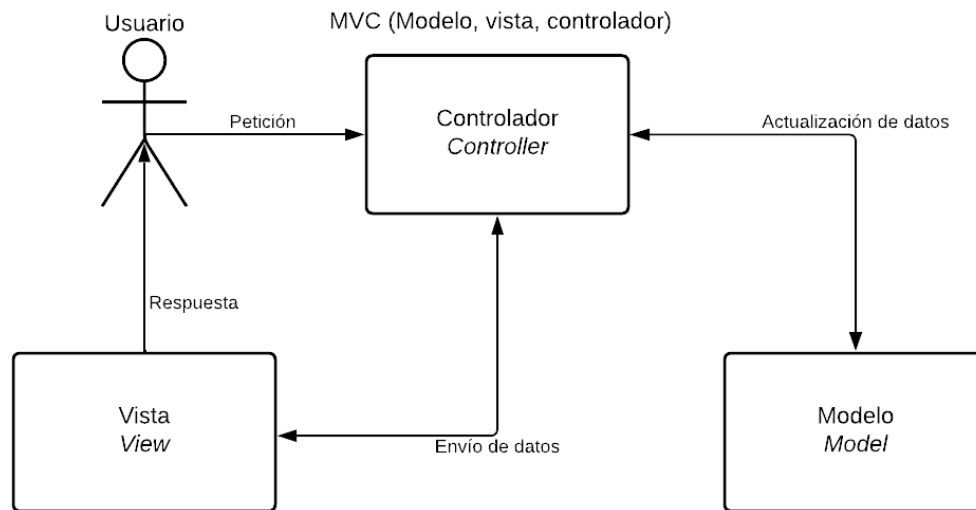 Usuario
MVC (Modelo, vista, controlador)
Petición
Controlador
Controller
Actualización de datos
Respuesta
Vista
View
Envío de datos
Modelo
Model